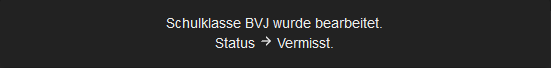 Schulklasse BVJ wurde bearbeitet.
Status → Vermisst.